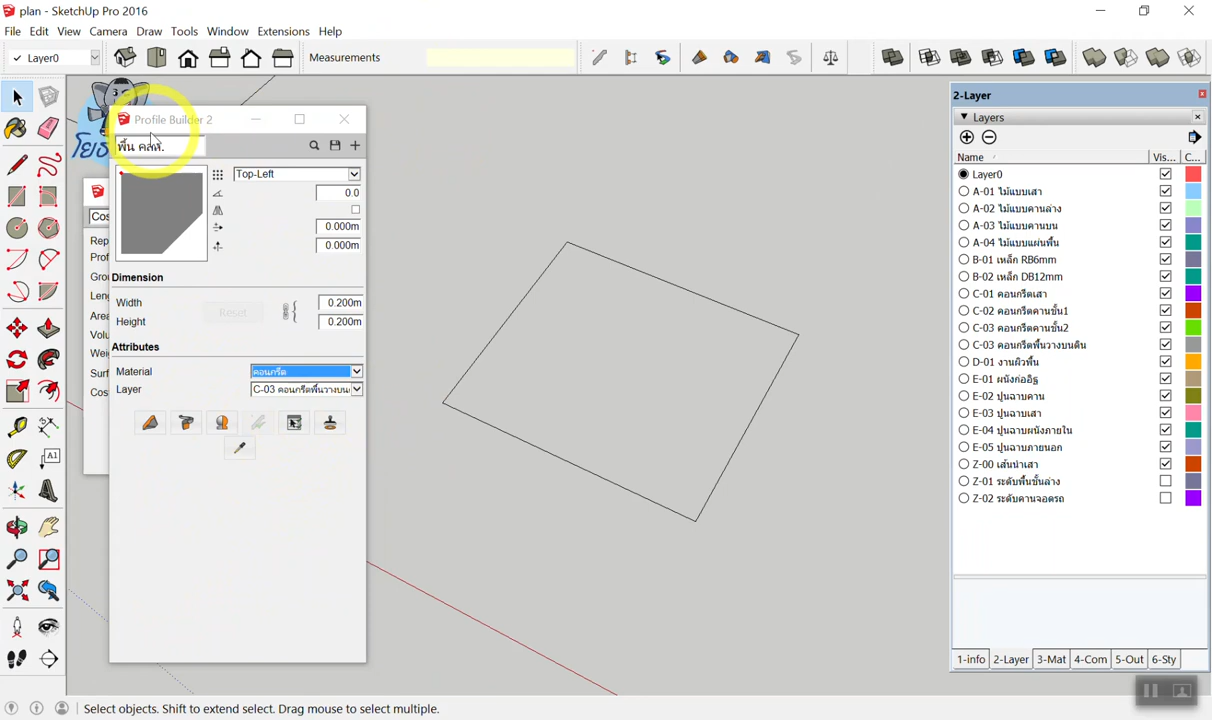 plan - SketchUp Pro 2016
File Edit View Camera Draw Tools Window Extensions Help
Layer0
Measurements
Profile Builder 2
พื้น คสล.
Top-Left
0.0
0.000m
0.000m
Dimension
Width 0.200m
Reset
Height 0.200m
Attributes
Material คอนกรีต
Layer C-03 คอนกรีตพื้นวางบน
โยธ
Cos
Rep
Prof
Grou
Leng
Area
Volu
Weig
Surf
Cost
A1
2-Layer
Layers
Name Vis... C...
Layer0
A-01 ไม้แบบเสา
A-02 ไม้แบบคานล่าง
A-03 ไม้แบบคานบน
A-04 ไม้แบบแผ่นพื้น
B-01 เหล็ก RB6mm
B-02 เหล็ก DB12mm
C-01 คอนกรีตเสา
C-02 คอนกรีตคานชั้น1
C-03 คอนกรีตคานชั้น2
C-03 คอนกรีตพื้นวางบนดิน
D-01 งานผิวพื้น
E-01 ผนังก่ออิฐ
E-02 ปูนฉาบคาน
E-03 ปูนฉาบเสา
E-04 ปูนฉาบผนังภายใน
E-05 ปูนฉาบภายนอก
Z-00 เส้นนำเสา
Z-01 ระดับพื้นชั้นล่าง
Z-02 ระดับคานจอดรถ
1-info 2-Layer 3-Mat 4-Com 5-Out 6-Sty
Select objects. Shift to extend select. Drag mouse to select multiple.